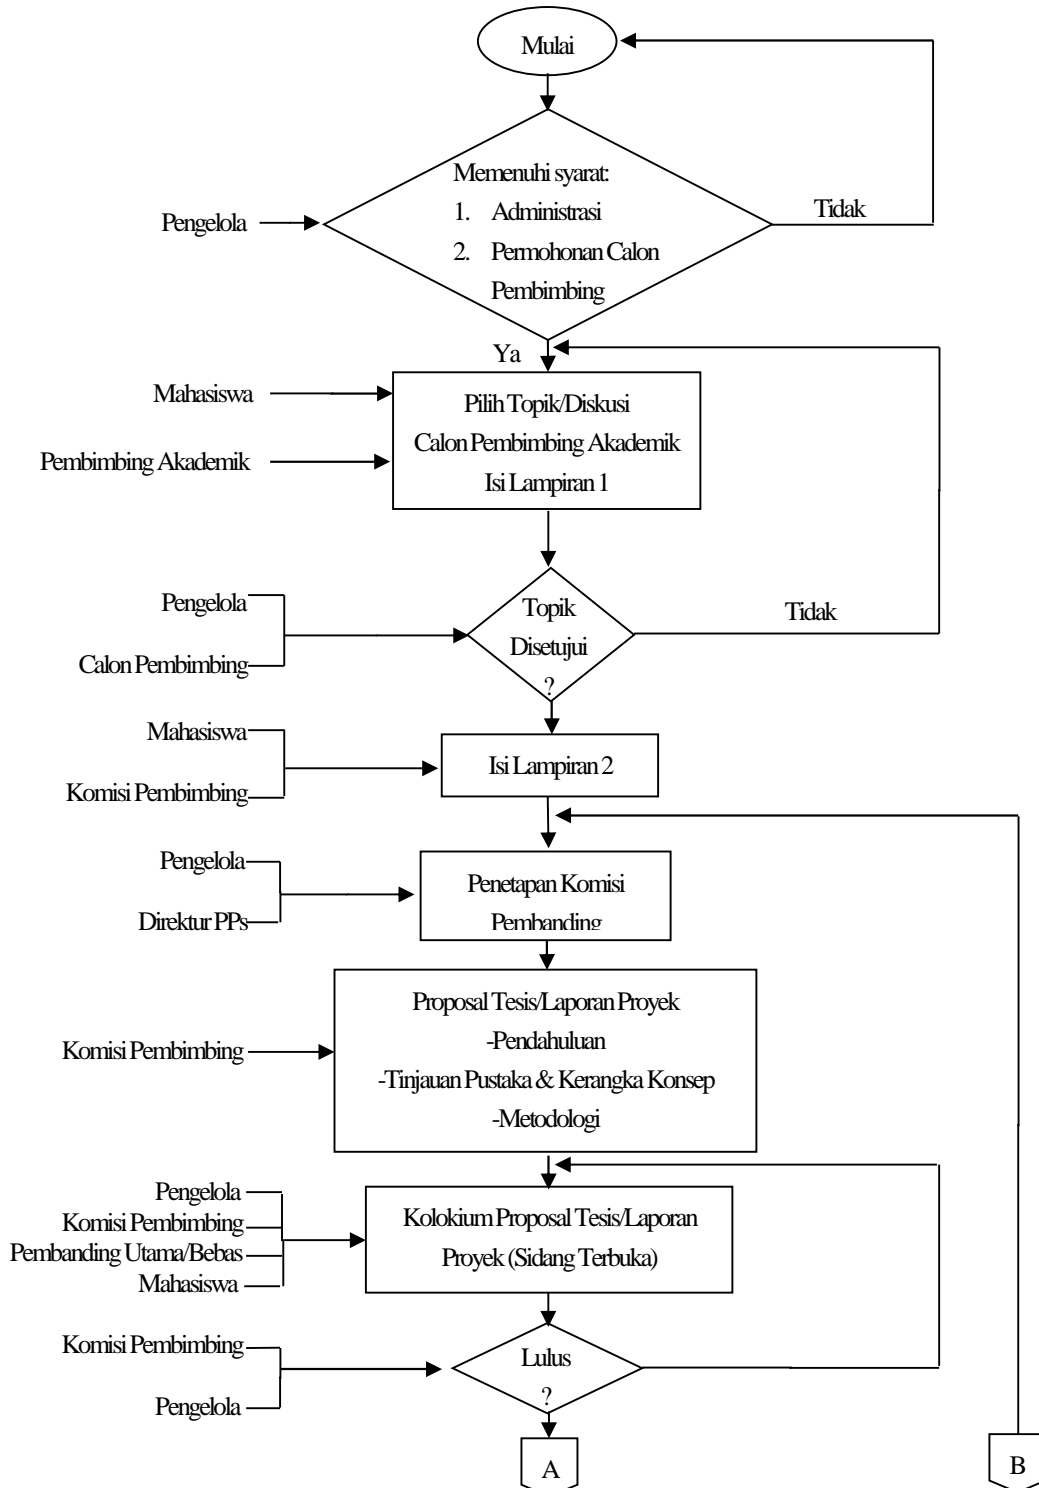 Mulai
Memenuhi syarat:
1. Administrasi
2. Permohonan Calon
Pembimbing
Pengelola
Tidak
Ya
Mahasiswa
Pembimbing Akademik
Pilih Topik/Diskusi
Calon Pembimbing Akademik
Isi Lampiran 1
Pengelola
Calon Pembimbing
Topik
Disetujui
?
Tidak
Mahasiswa
Komisi Pembimbing
Isi Lampiran 2
Pengelola
Direktur PPs
Penetapan Komisi
Pembanding
Komisi Pembimbing
Proposal Tesis/Laporan Proyek
-Pendahuluan
-Tinjauan Pustaka & Kerangka Konsep
-Metodologi
Pengelola
Komisi Pembimbing
Pembanding Utama/Bebas
Mahasiswa
Kolokium Proposal Tesis/Laporan
Proyek (Sidang Terbuka)
Komisi Pembimbing
Pengelola
Lulus
?
A
B